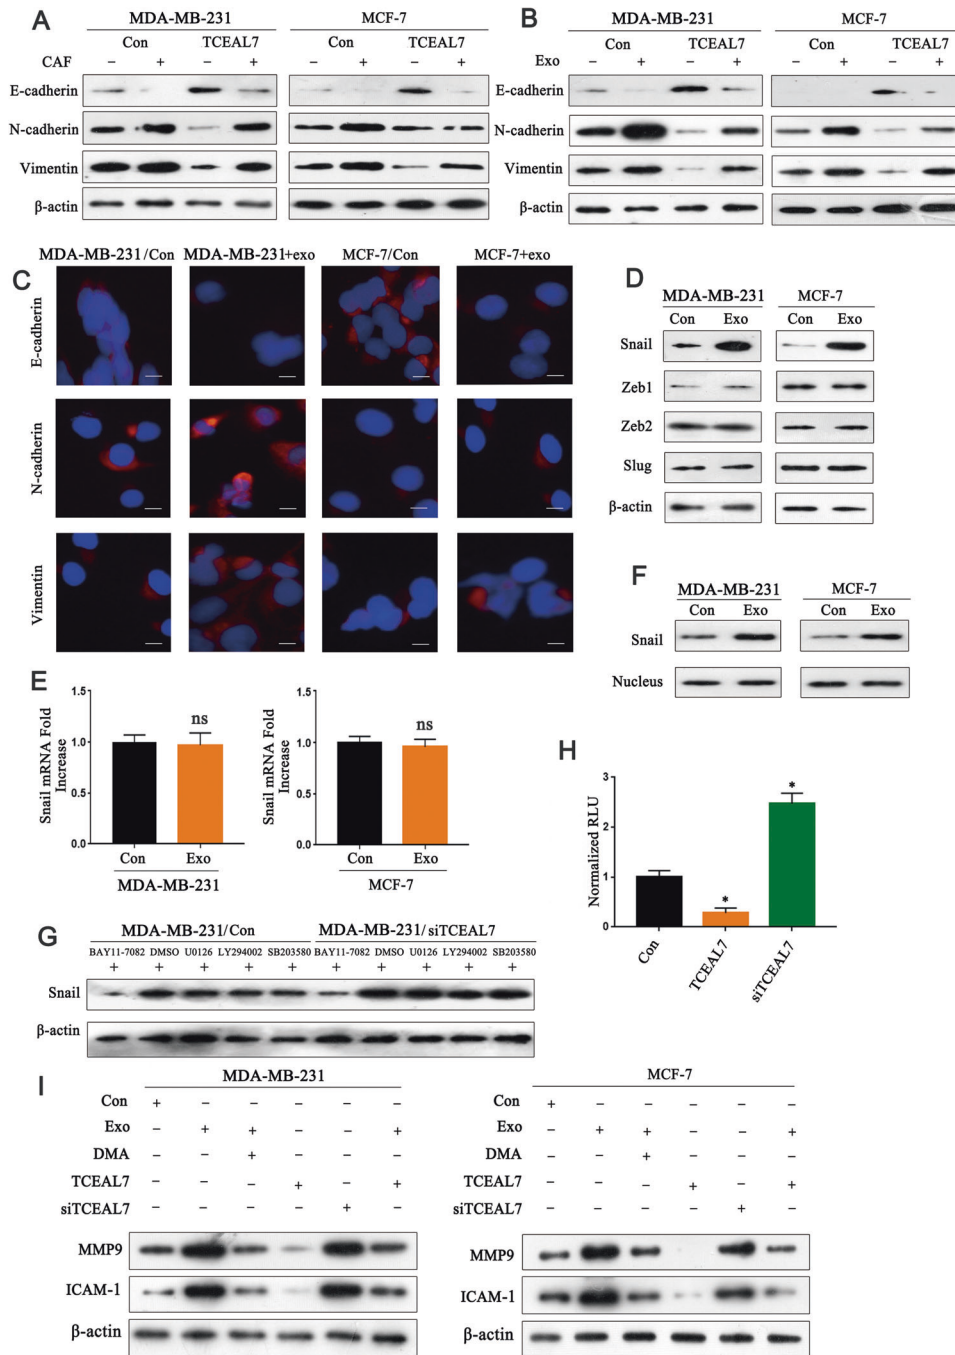 A
MDA-MB-231 MCF-7
Con TCEAL7 Con TCEAL7
CAF − + − + − + − +
E-cadherin
N-cadherin
Vimentin
β-actin
B
MDA-MB-231 MCF-7
Con TCEAL7 Con TCEAL7
Exo − + − + − + − +
E-cadherin
N-cadherin
Vimentin
β-actin
C
MDA-MB-231/Con MDA-MB-231+exo MCF-7/Con MCF-7+exo
E-cadherin
N-cadherin
Vimentin
D
MDA-MB-231 MCF-7
Con Exo Con Exo
Snail
Zeb1
Zeb2
Slug
β-actin
F
MDA-MB-231 MCF-7
Con Exo Con Exo
Snail
Nucleus
E
Snail mRNA Fold
Increase
1.5
1.0
0.5
0.0
ns
Con Exo
MDA-MB-231
Snail mRNA Fold
Increase
1.5
1.0
0.5
0.0
ns
Con Exo
MCF-7
H
Normalized RLU
3
2
1
0
* *
Con TCEAL7 siTCEAL7
G
MDA-MB-231/Con MDA-MB-231/siTCEAL7
BAY11-7082 DMSO U0126 LY294002 SB203580 BAY11-7082 DMSO U0126 LY294002 SB203580
+ + + + + + + + + +
Snail
β-actin
I
MDA-MB-231
Con + − − − − −
Exo − + + − − +
DMA − − + − − −
TCEAL7 − − − + − +
siTCEAL7 − − − − + −
MMP9
ICAM-1
β-actin
MCF-7
Con + − − − − −
Exo − + + − − +
DMA − − + − − −
TCEAL7 − − − + − +
siTCEAL7 − − − − + −
MMP9
ICAM-1
β-actin